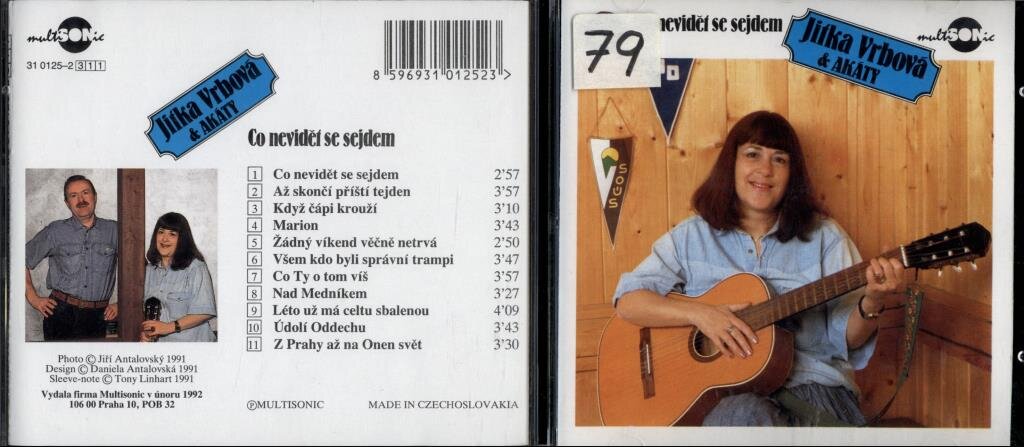 multiSONic
31 0125-2 311
8 596931 012523 >
Jitka Vrbová
& AKÁTY
Co nevidět se sejdem
1 Co nevidět se sejdem 2'57
2 Až skončí příští tejden 3'57
3 Když čápi krouží 3'10
4 Marion 3'43
5 Žádný víkend věčně netrvá 2'50
6 Všem kdo byli správní trampi 3'47
7 Co Ty o tom víš 3'57
8 Nad Medníkem 3'27
9 Léto už má celtu sbalenou 4'09
10 Údolí Oddechu 3'43
11 Z Prahy až na Onen svět 3'30
Photo © Jiří Antalovský 1991
Design © Daniela Antalovská 1991
Sleeve-note © Tony Linhart 1991
Vydala firma Multisonic v únoru 1992
106 00 Praha 10, POB 32
ⓅMULTISONIC MADE IN CZECHOSLOVAKIA
79
nevidět se sejdem
Jitka Vrbová
& AKÁTY
multiSONic
SOUS